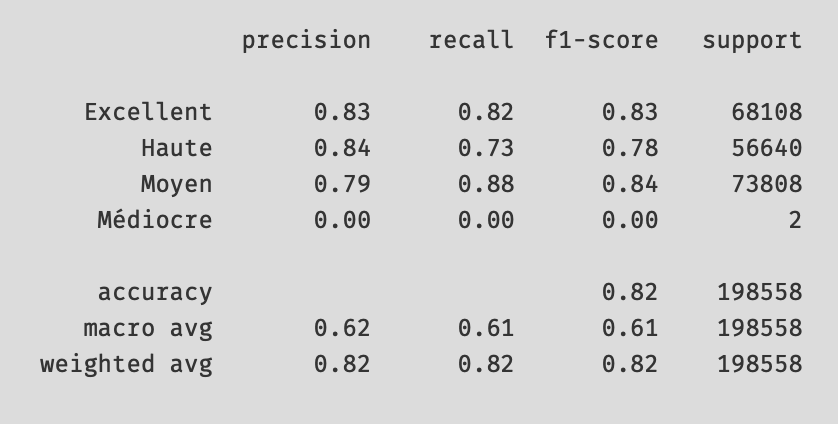 precision recall f1-score support
Excellent 0.83 0.82 0.83 68108
Haute 0.84 0.73 0.78 56640
Moyen 0.79 0.88 0.84 73808
Médiocre 0.00 0.00 0.00 2
accuracy 0.82 198558
macro avg 0.62 0.61 0.61 198558
weighted avg 0.82 0.82 0.82 198558